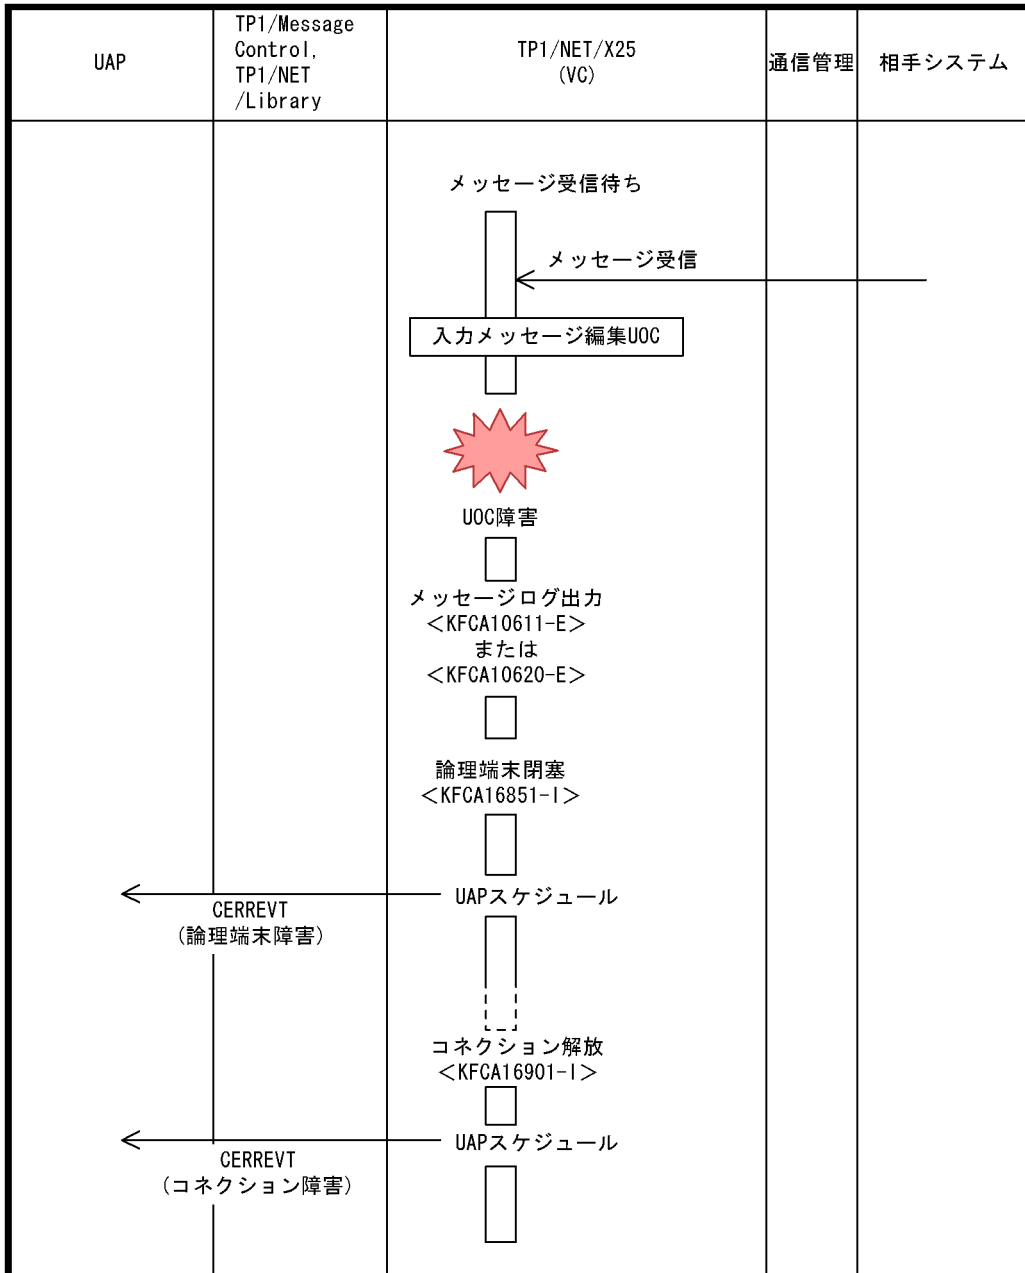 UAP
TP1/Message
Control,
TP1/NET
/Library
TP1/NET/X25
(VC)
通信管理
相手システム
メッセージ受信待ち
メッセージ受信
入力メッセージ編集UOC
UOC障害
メッセージログ出力
＜KFCA10611-E＞
または
＜KFCA10620-E＞
論理端末閉塞
＜KFCA16851-I＞
UAPスケジュール
CERREVT
(論理端末障害)
コネクション解放
＜KFCA16901-I＞
UAPスケジュール
CERREVT
(コネクション障害)